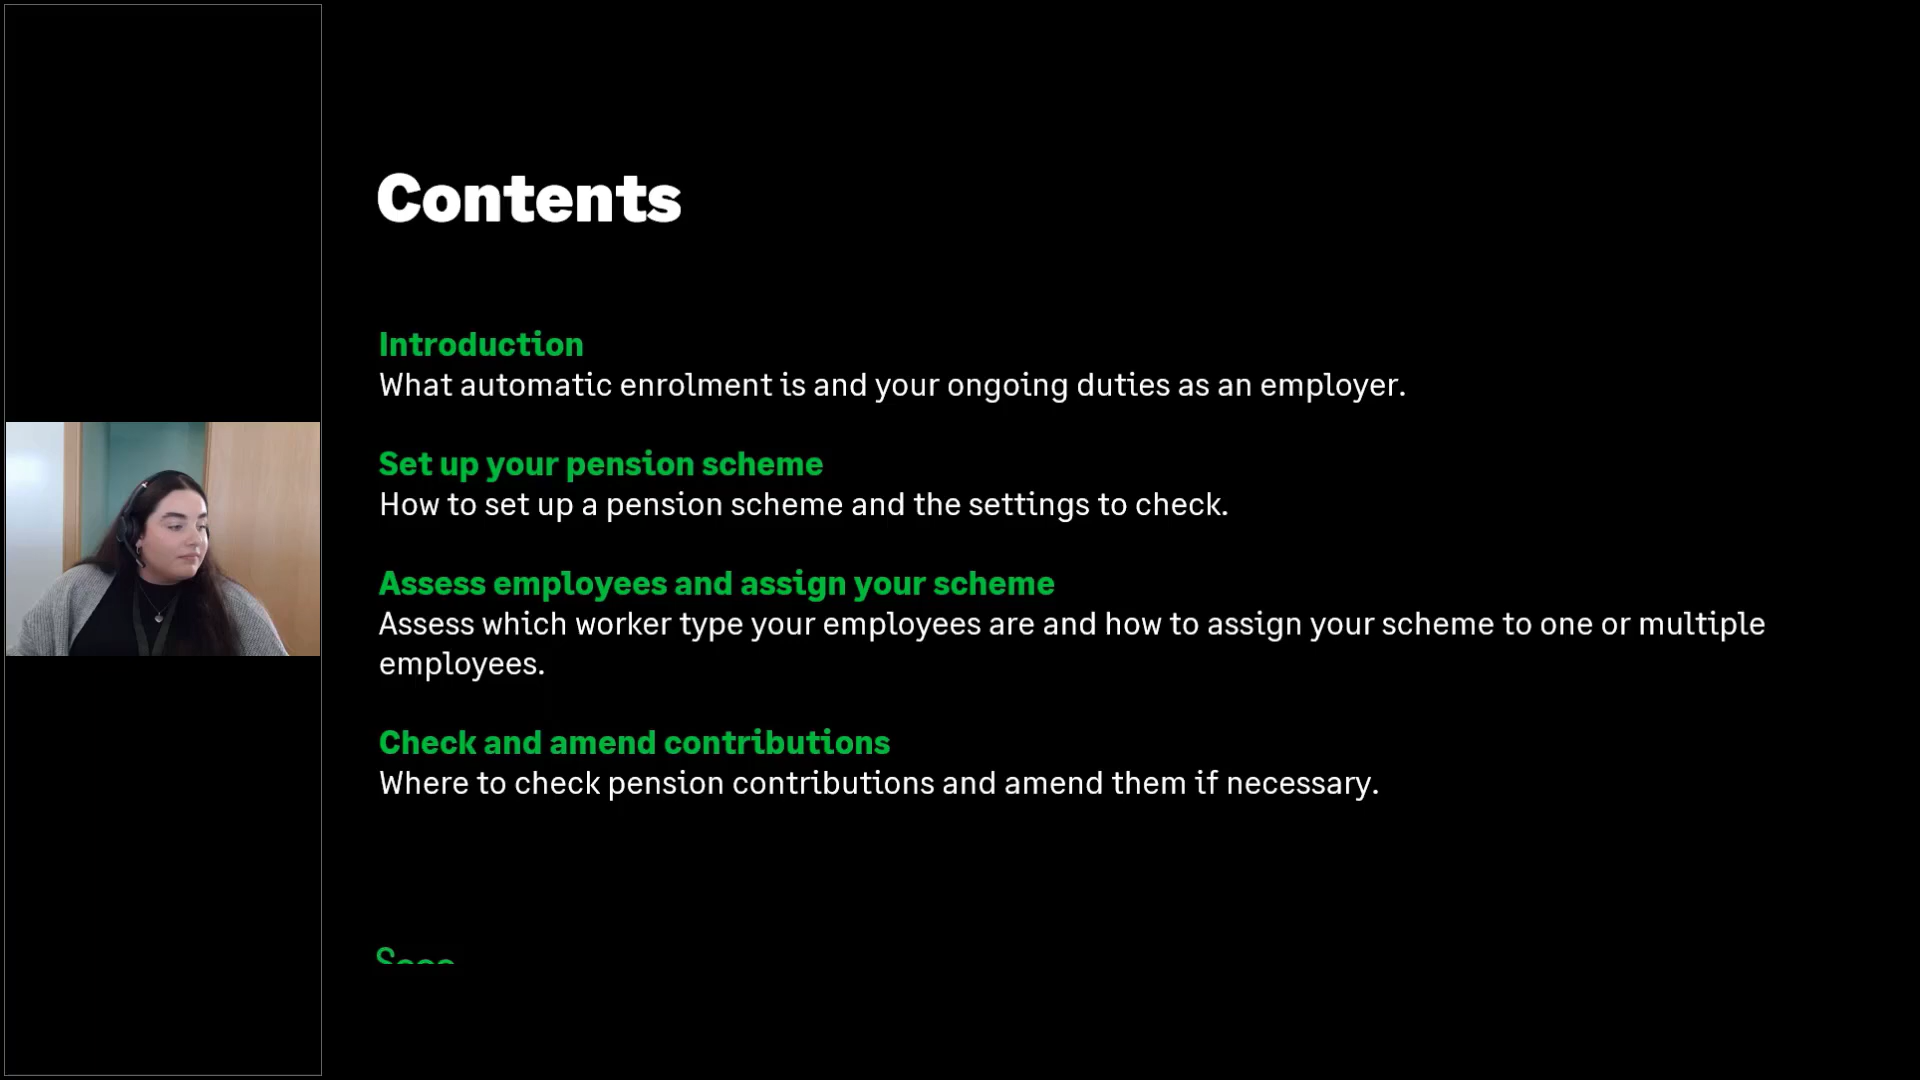 Contents
Introduction
What automatic enrolment is and your ongoing duties as an employer.
Set up your pension scheme
How to set up a pension scheme and the settings to check.
Assess employees and assign your scheme
Assess which worker type your employees are and how to assign your scheme to one or multiple
employees.
Check and amend contributions
Where to check pension contributions and amend them if necessary.